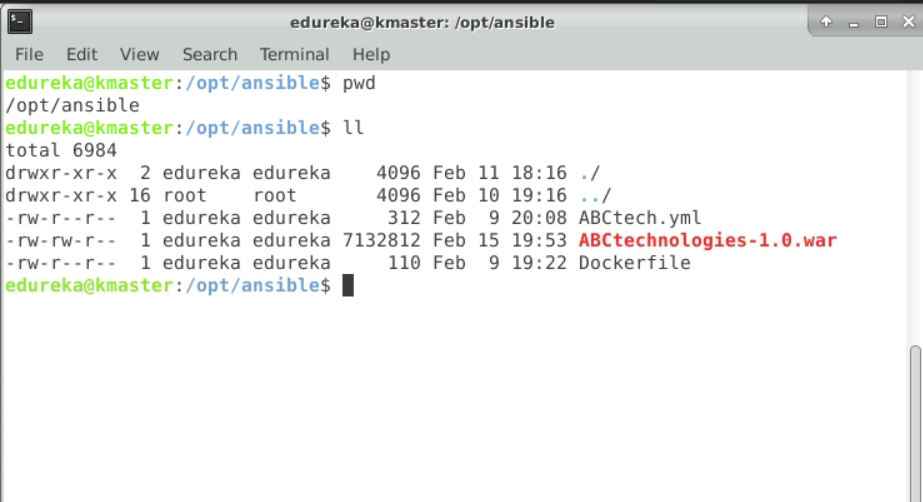 edureka@kmaster: /opt/ansible
File Edit View Search Terminal Help
edureka@kmaster:/opt/ansible$ pwd
/opt/ansible
edureka@kmaster:/opt/ansible$ ll
total 6984
drwxr-xr-x  2 edureka edureka    4096 Feb 11 18:16 ./
drwxr-xr-x 16 root    root       4096 Feb 10 19:16 ../
-rw-r--r--  1 edureka edureka     312 Feb  9 20:08 ABCtech.yml
-rw-rw-r--  1 edureka edureka 7132812 Feb 15 19:53 ABCtechnologies-1.0.war
-rw-r--r--  1 edureka edureka     110 Feb  9 19:22 Dockerfile
edureka@kmaster:/opt/ansible$